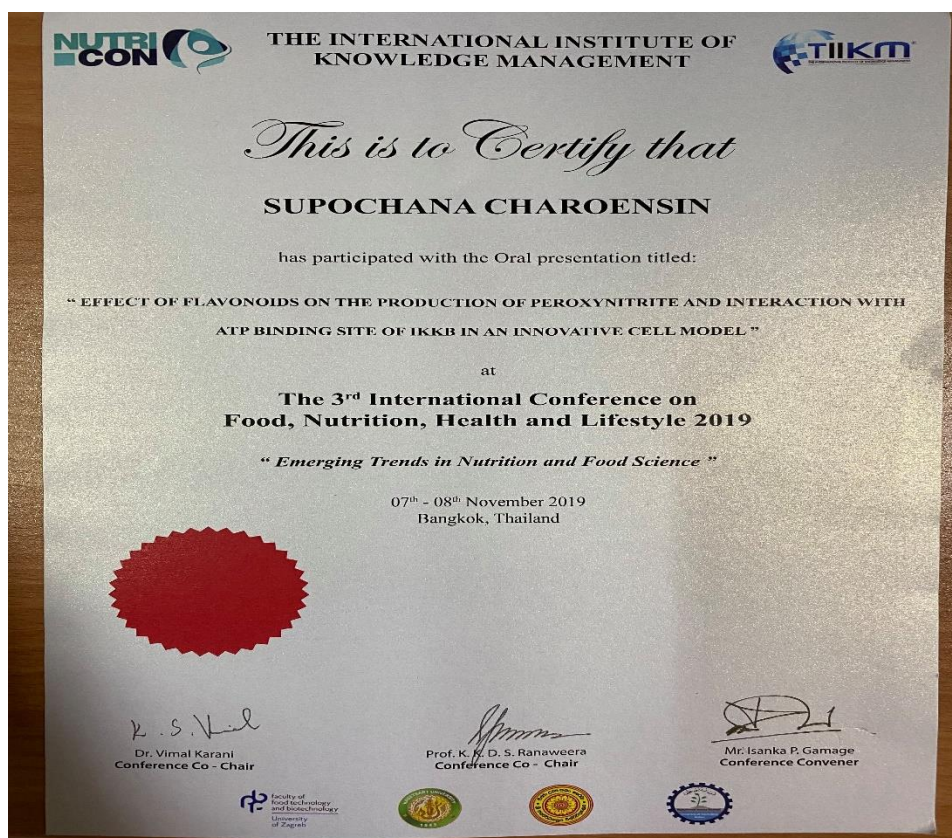 NUTRI
CON
THE INTERNATIONAL INSTITUTE OF
KNOWLEDGE MANAGEMENT
TIIKM
This is to Certify that
SUPOCHANA CHAROENSIN
has participated with the Oral presentation titled:
“ EFFECT OF FLAVONOIDS ON THE PRODUCTION OF PEROXYNITRITE AND INTERACTION WITH
ATP BINDING SITE OF IKKB IN AN INNOVATIVE CELL MODEL ”
at
The 3rd International Conference on
Food, Nutrition, Health and Lifestyle 2019
“ Emerging Trends in Nutrition and Food Science ”
07th - 08th November 2019
Bangkok, Thailand
K. S. Vimal
Dr. Vimal Karani
Conference Co - Chair
Prof. K. K. D. S. Ranaweera
Conference Co - Chair
Mr. Isanka P. Gamage
Conference Convener
faculty of
food technology
and biotechnology
University
of Zagreb